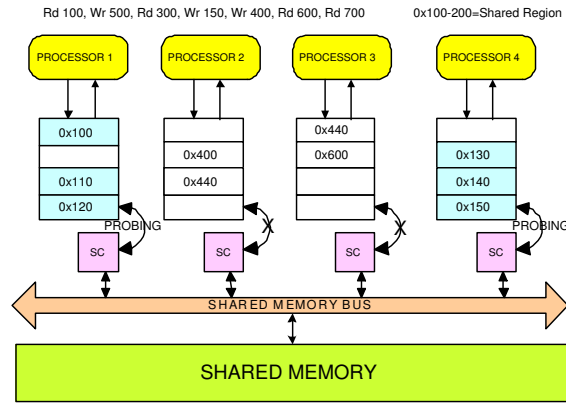 Rd 100, Wr 500, Rd 300, Wr 150, Wr 400, Rd 600, Rd 700
0x100-200=Shared Region
PROCESSOR 1
PROCESSOR 2
PROCESSOR 3
PROCESSOR 4
0x100
0x110
0x120
0x400
0x440
0x440
0x600
0x130
0x140
0x150
PROBING
X
X
PROBING
SC
SC
SC
SC
SHARED MEMORY BUS
SHARED MEMORY